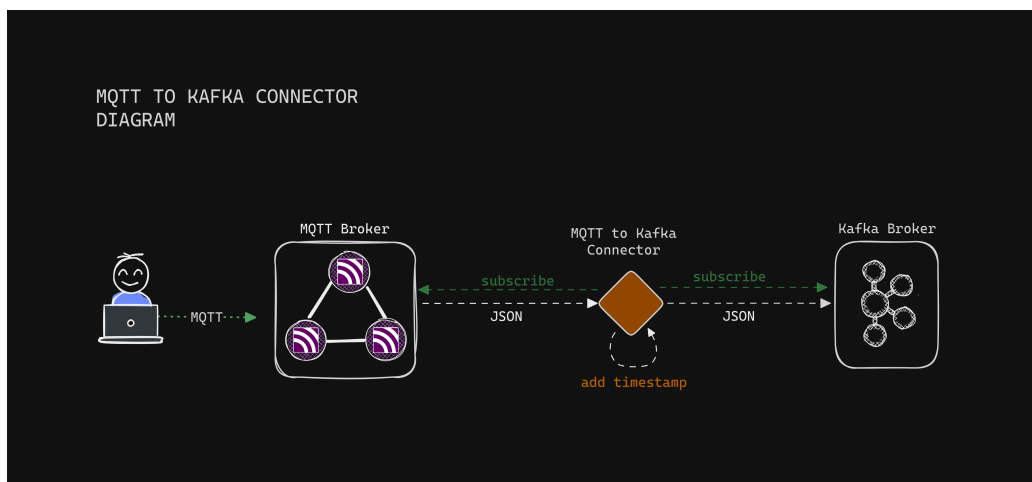 MQTT TO KAFKA CONNECTOR
DIAGRAM
MQTT Broker
MQTT to Kafka
Connector
Kafka Broker
subscribe
subscribe
MQTT
JSON
JSON
add timestamp